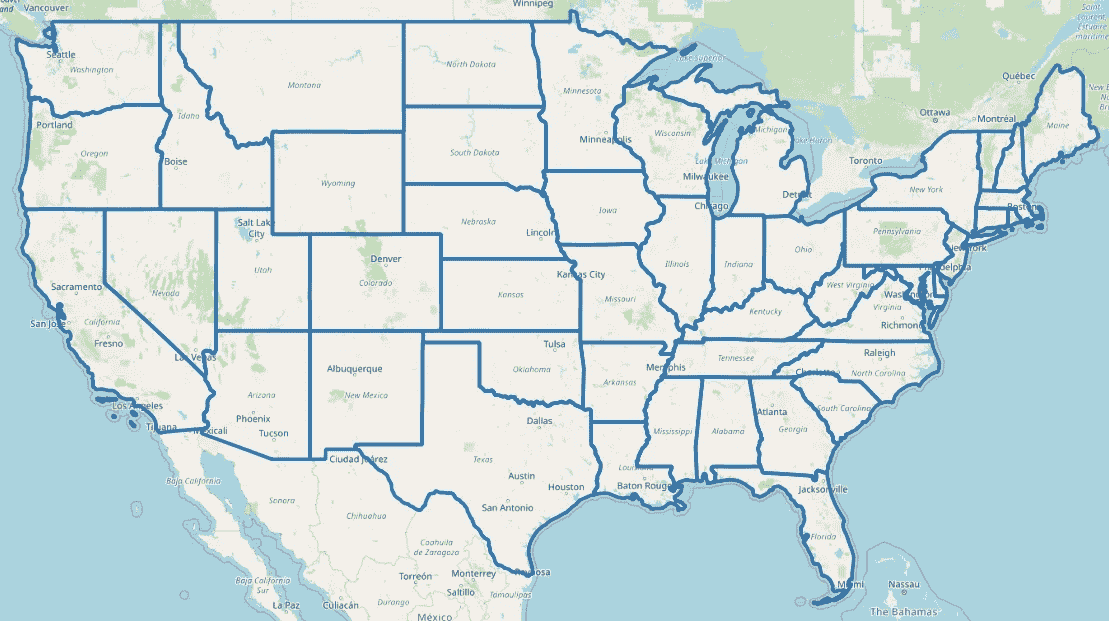 Vancouver
Winnipeg
Seattle
Washington
Montana
North Dakota
Minnesota
Lake Superior
Québec
Ottawa
Montréal
Maine
Portland
Oregon
Idaho
Boise
South Dakota
Minneapolis
Wisconsin
Michigan
Lake Huron
Toronto
Lake Michigan
Milwaukee
Detroit
New York
Boston
Wyoming
Salt Lake
City
Nebraska
Lincoln
Iowa
Chicago
Pennsylvania
New York
Philadelphia
Sacramento
San Jose
California
Fresno
Nevada
Utah
Denver
Colorado
Kansas
Kansas City
Missouri
Illinois
Indiana
Ohio
West Virginia
Virginia
Richmond
Kentucky
Las Vegas
Los Angeles
Tijuana
Mexicali
Arizona
Phoenix
Tucson
Albuquerque
New Mexico
Tulsa
Oklahoma
Arkansas
Memphis
Tennessee
Charlotte
Raleigh
North Carolina
South Carolina
Atlanta
Georgia
Alabama
Mississippi
Dallas
Texas
Austin
Houston
San Antonio
Baton Rouge
Jacksonville
Florida
Miami
Ciudad Juárez
Baja California
Sonora
Chihuahua
Coahuila
de Zaragoza
Torreón
Monterrey
Saltillo
Tamaulipas
Baja California
Sur
La Paz
Culiacán
Durango
México
Nassau
The Bahamas